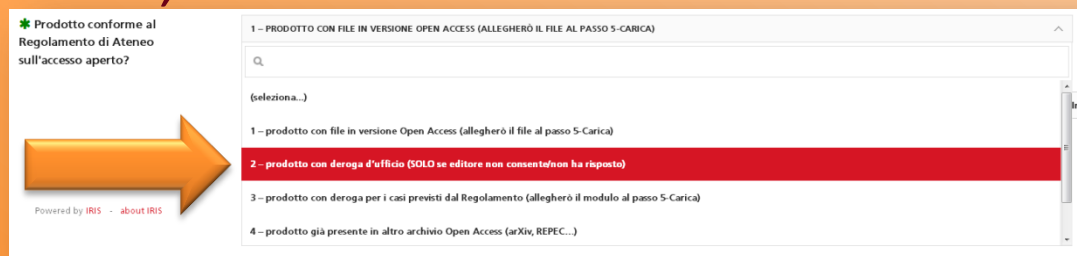 ✱ Prodotto conforme al
Regolamento di Ateneo
sull'accesso aperto?
1 – PRODOTTO CON FILE IN VERSIONE OPEN ACCESS (ALLEGHERÒ IL FILE AL PASSO 5-CARICA)
(seleziona...)
1 – prodotto con file in versione Open Access (allegherò il file al passo 5-Carica)
2 – prodotto con deroga d'ufficio (SOLO se editore non consente/non ha risposto)
3 – prodotto con deroga per i casi previsti dal Regolamento (allegherò il modulo al passo 5-Carica)
4 – prodotto già presente in altro archivio Open Access (arXiv, REPEC...)
Powered by IRIS - about IRIS